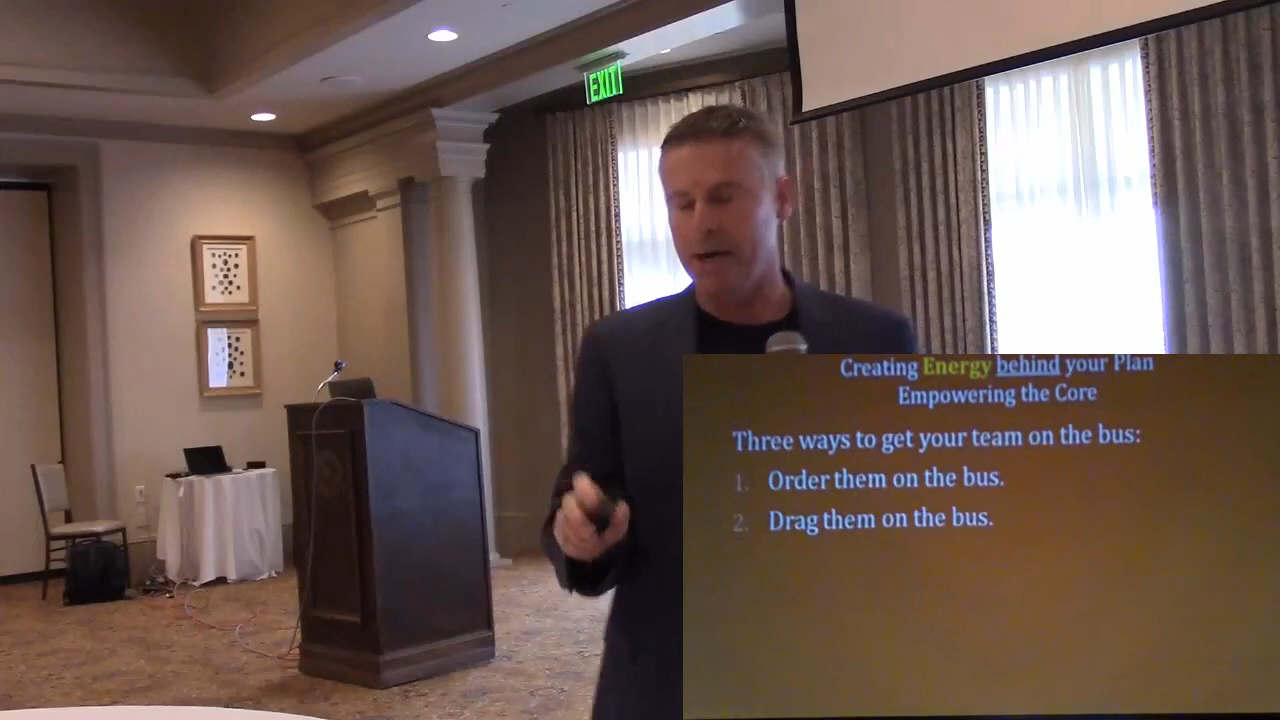 EXIT
Creating Energy behind your Plan
Empowering the Core
Three ways to get your team on the bus:
1. Order them on the bus.
2. Drag them on the bus.